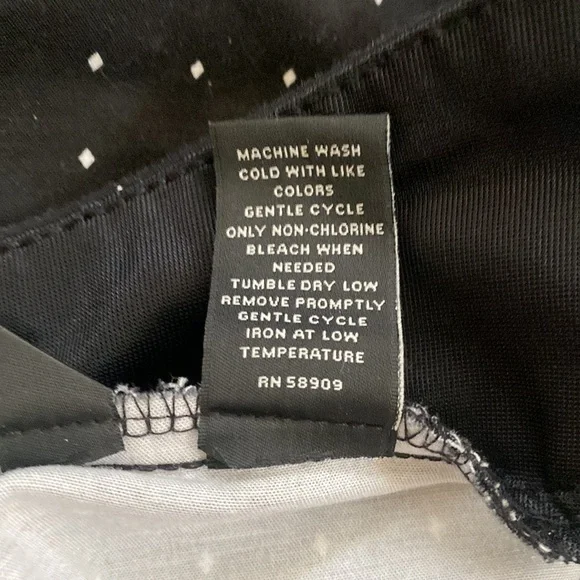 MACHINE WASH
COLD WITH LIKE
COLORS
GENTLE CYCLE
ONLY NON-CHLORINE
BLEACH WHEN
NEEDED
TUMBLE DRY LOW
REMOVE PROMPTLY
GENTLE CYCLE
IRON AT LOW
TEMPERATURE
RN 58909